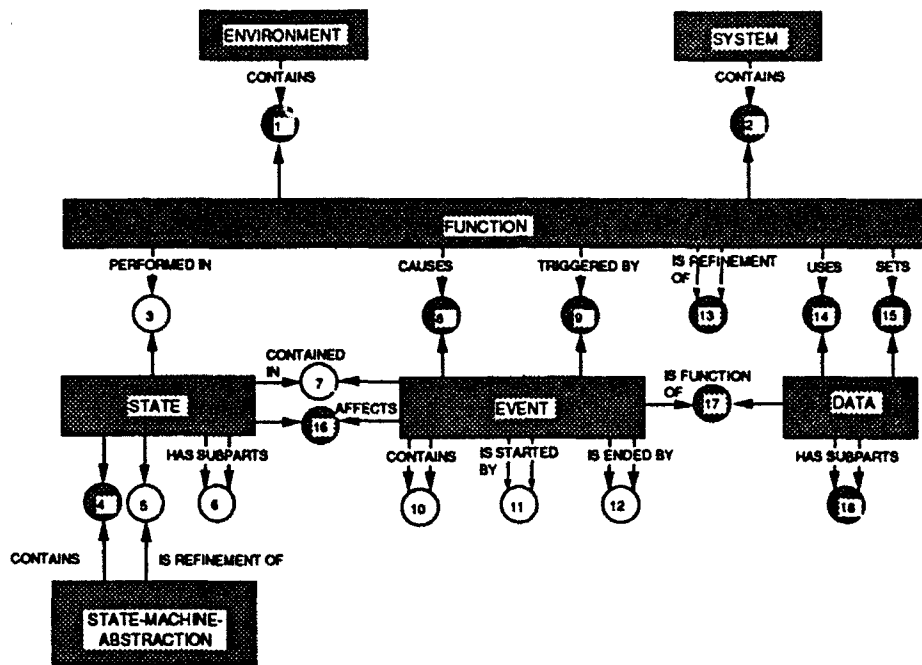 ENVIRONMENT
SYSTEM
CONTAINS
CONTAINS
1
2
FUNCTION
PERFORMED IN
CAUSES
TRIGGERED BY
IS REFINEMENT
OF
USES
SETS
3
8
9
13
14
15
CONTAINED
IN
7
IS FUNCTION
OF
17
STATE
16
AFFECTS
EVENT
DATA
HAS SUBPARTS
CONTAINS
IS STARTED
BY
IS ENDED BY
HAS SUBPARTS
4
5
6
10
11
12
18
CONTAINS
IS REFINEMENT OF
STATE-MACHINE-
ABSTRACTION